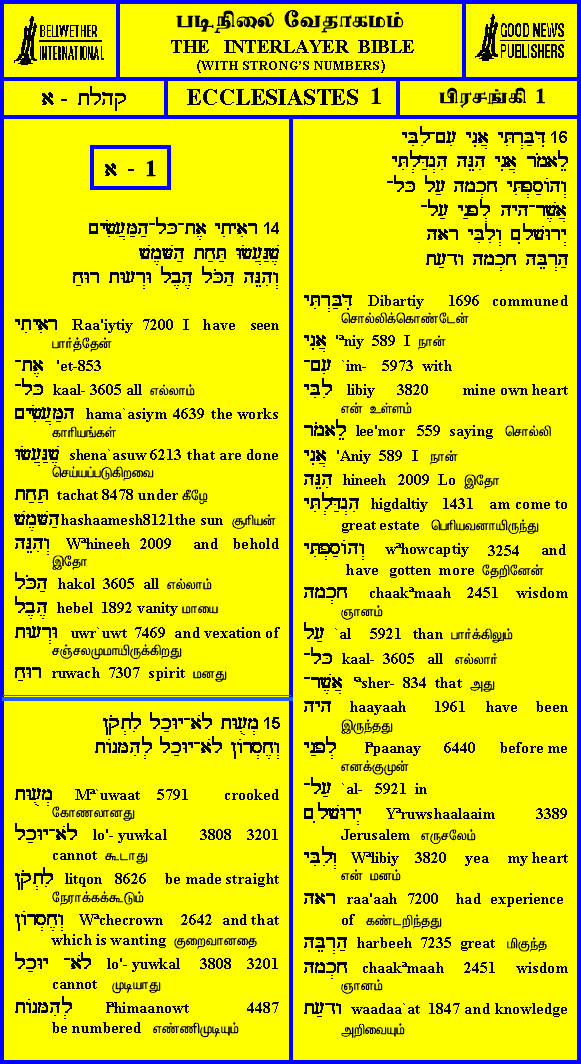 BELLWETHER
INTERNATIONAL
படிநிலை வேதாகமம்
THE INTERLAYER BIBLE
(WITH STRONG'S NUMBERS)
GOOD NEWS
PUBLISHERS
קהלת - א
ECCLESIASTES 1
பிரசங்கி 1
א - 1
14 רָאִיתִי אֶת־כָּל־הַמַּעֲשִׂים
שֶׁנַּעֲשׂוּ תַּחַת הַשָּׁמֶשׁ
וְהִנֵּה הַכֹּל הֶבֶל וּרְעוּת רוּחַ
רָאִיתִי Raa'iytiy 7200 I have seen
பார்த்தேன்
אֶת־ 'et-853
כָּל־ kaal- 3605 all எல்லாம்
הַמַּעֲשִׂים hama`asiym 4639 the works
காரியங்கள்
שֶׁנַּעֲשׂוּ shena`asuw 6213 that are done
செய்யப்படுகிறவை
תַּחַת tachat 8478 under கீழே
הַשָּׁמֶשׁ hashaamesh8121the sun சூரியன்
וְהִנֵּה Wªhineeh 2009 and behold
இதோ
הַכֹּל hakol 3605 all எல்லாம்
הֶבֶל hebel 1892 vanity மாயை
וּרְעוּת uwr`uwt 7469 and vexation of
சஞ்சலமுமாயிருக்கிறது
רוּחַ ruwach 7307 spirit மனது
15 מְעֻוָּת לֹא־יוּכַל לִתְקֹן
וְחֶסְרוֹן לֹא־יוּכַל לְהִמָּנוֹת
מְעֻוָּת Mª`uwaat 5791 crooked
கோணலானது
לֹא־יוּכַל lo'- yuwkal 3808 3201
cannot கூடாது
לִתְקֹן litqon 8626 be made straight
நேராக்கக்கூடும்
וְחֶסְרוֹן Wªchecrown 2642 and that
which is wanting குறைவானதை
לֹא־ יוּכַל lo'- yuwkal 3808 3201
cannot முடியாது
לְהִמָּנוֹת lªhimaanowt 4487
be numbered எண்ணிமுடியும்
16 דִּבַּרְתִּי אֲנִי עִם־לִבִּי
לֵאמֹר אֲנִי הִנֵּה הִגְדַּלְתִּי
וְהוֹסַפְתִּי חָכְמָה עַל כָּל־
אֲשֶׁר־הָיָה לְפָנַי עַל־
יְרוּשָׁלִָם וְלִבִּי רָאָה
הַרְבֵּה חָכְמָה וָדָעַת
דִּבַּרְתִּי Dibartiy 1696 communed
சொல்லிக்கொண்டேன்
אֲנִי 'ªniy 589 I நான்
עִם־ `im- 5973 with
לִבִּי libiy 3820 mine own heart
என் உள்ளம்
לֵאמֹר lee'mor 559 saying சொல்லி
אֲנִי 'Aniy 589 I நான்
הִנֵּה hineeh 2009 Lo இதோ
הִגְדַּלְתִּי higdaltiy 1431 am come to
great estate பெரியவனாயிருந்து
וְהוֹסַפְתִּי wªhowcaptiy 3254 and
have gotten more தேறினேன்
חָכְמָה chaakªmaah 2451 wisdom
ஞானம்
עַל `al 5921 than பார்க்கிலும்
כָּל־ kaal- 3605 all எல்லார்
אֲשֶׁר־ 'ªsher- 834 that அது
הָיָה haayaah 1961 have been
இருந்தது
לְפָנַי lªpaanay 6440 before me
எனக்குமுன்
עַל־ `al- 5921 in
יְרוּשָׁלִַם Yªruwshaalaaim 3389
Jerusalem எருசலேம்
וְלִבִּי Wªlibiy 3820 yea my heart
என் மனம்
רָאָה raa'aah 7200 had experience
of கண்டறிந்தது
הַרְבֵּה harbeeh 7235 great மிகுந்த
חָכְמָה chaakªmaah 2451 wisdom
ஞானம்
וָדָעַת waadaa`at 1847 and knowledge
அறிவையும்